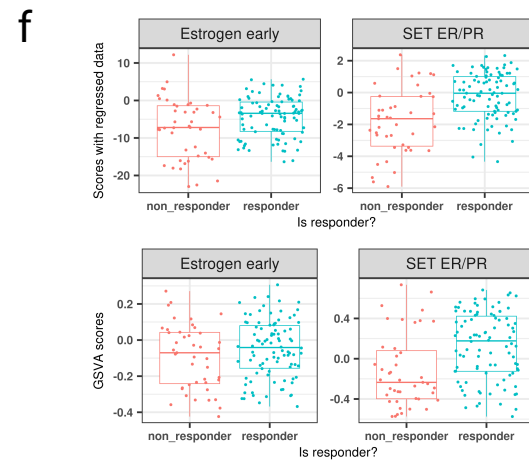 f
Estrogen early
SET ER/PR
Scores with regressed data
10
0
-10
-20
2
0
-2
-4
-6
non_responder
responder
non_responder
responder
Is responder?
Estrogen early
SET ER/PR
GSVA scores
0.2
0.0
-0.2
-0.4
0.4
0.0
-0.4
non_responder
responder
non_responder
responder
Is responder?